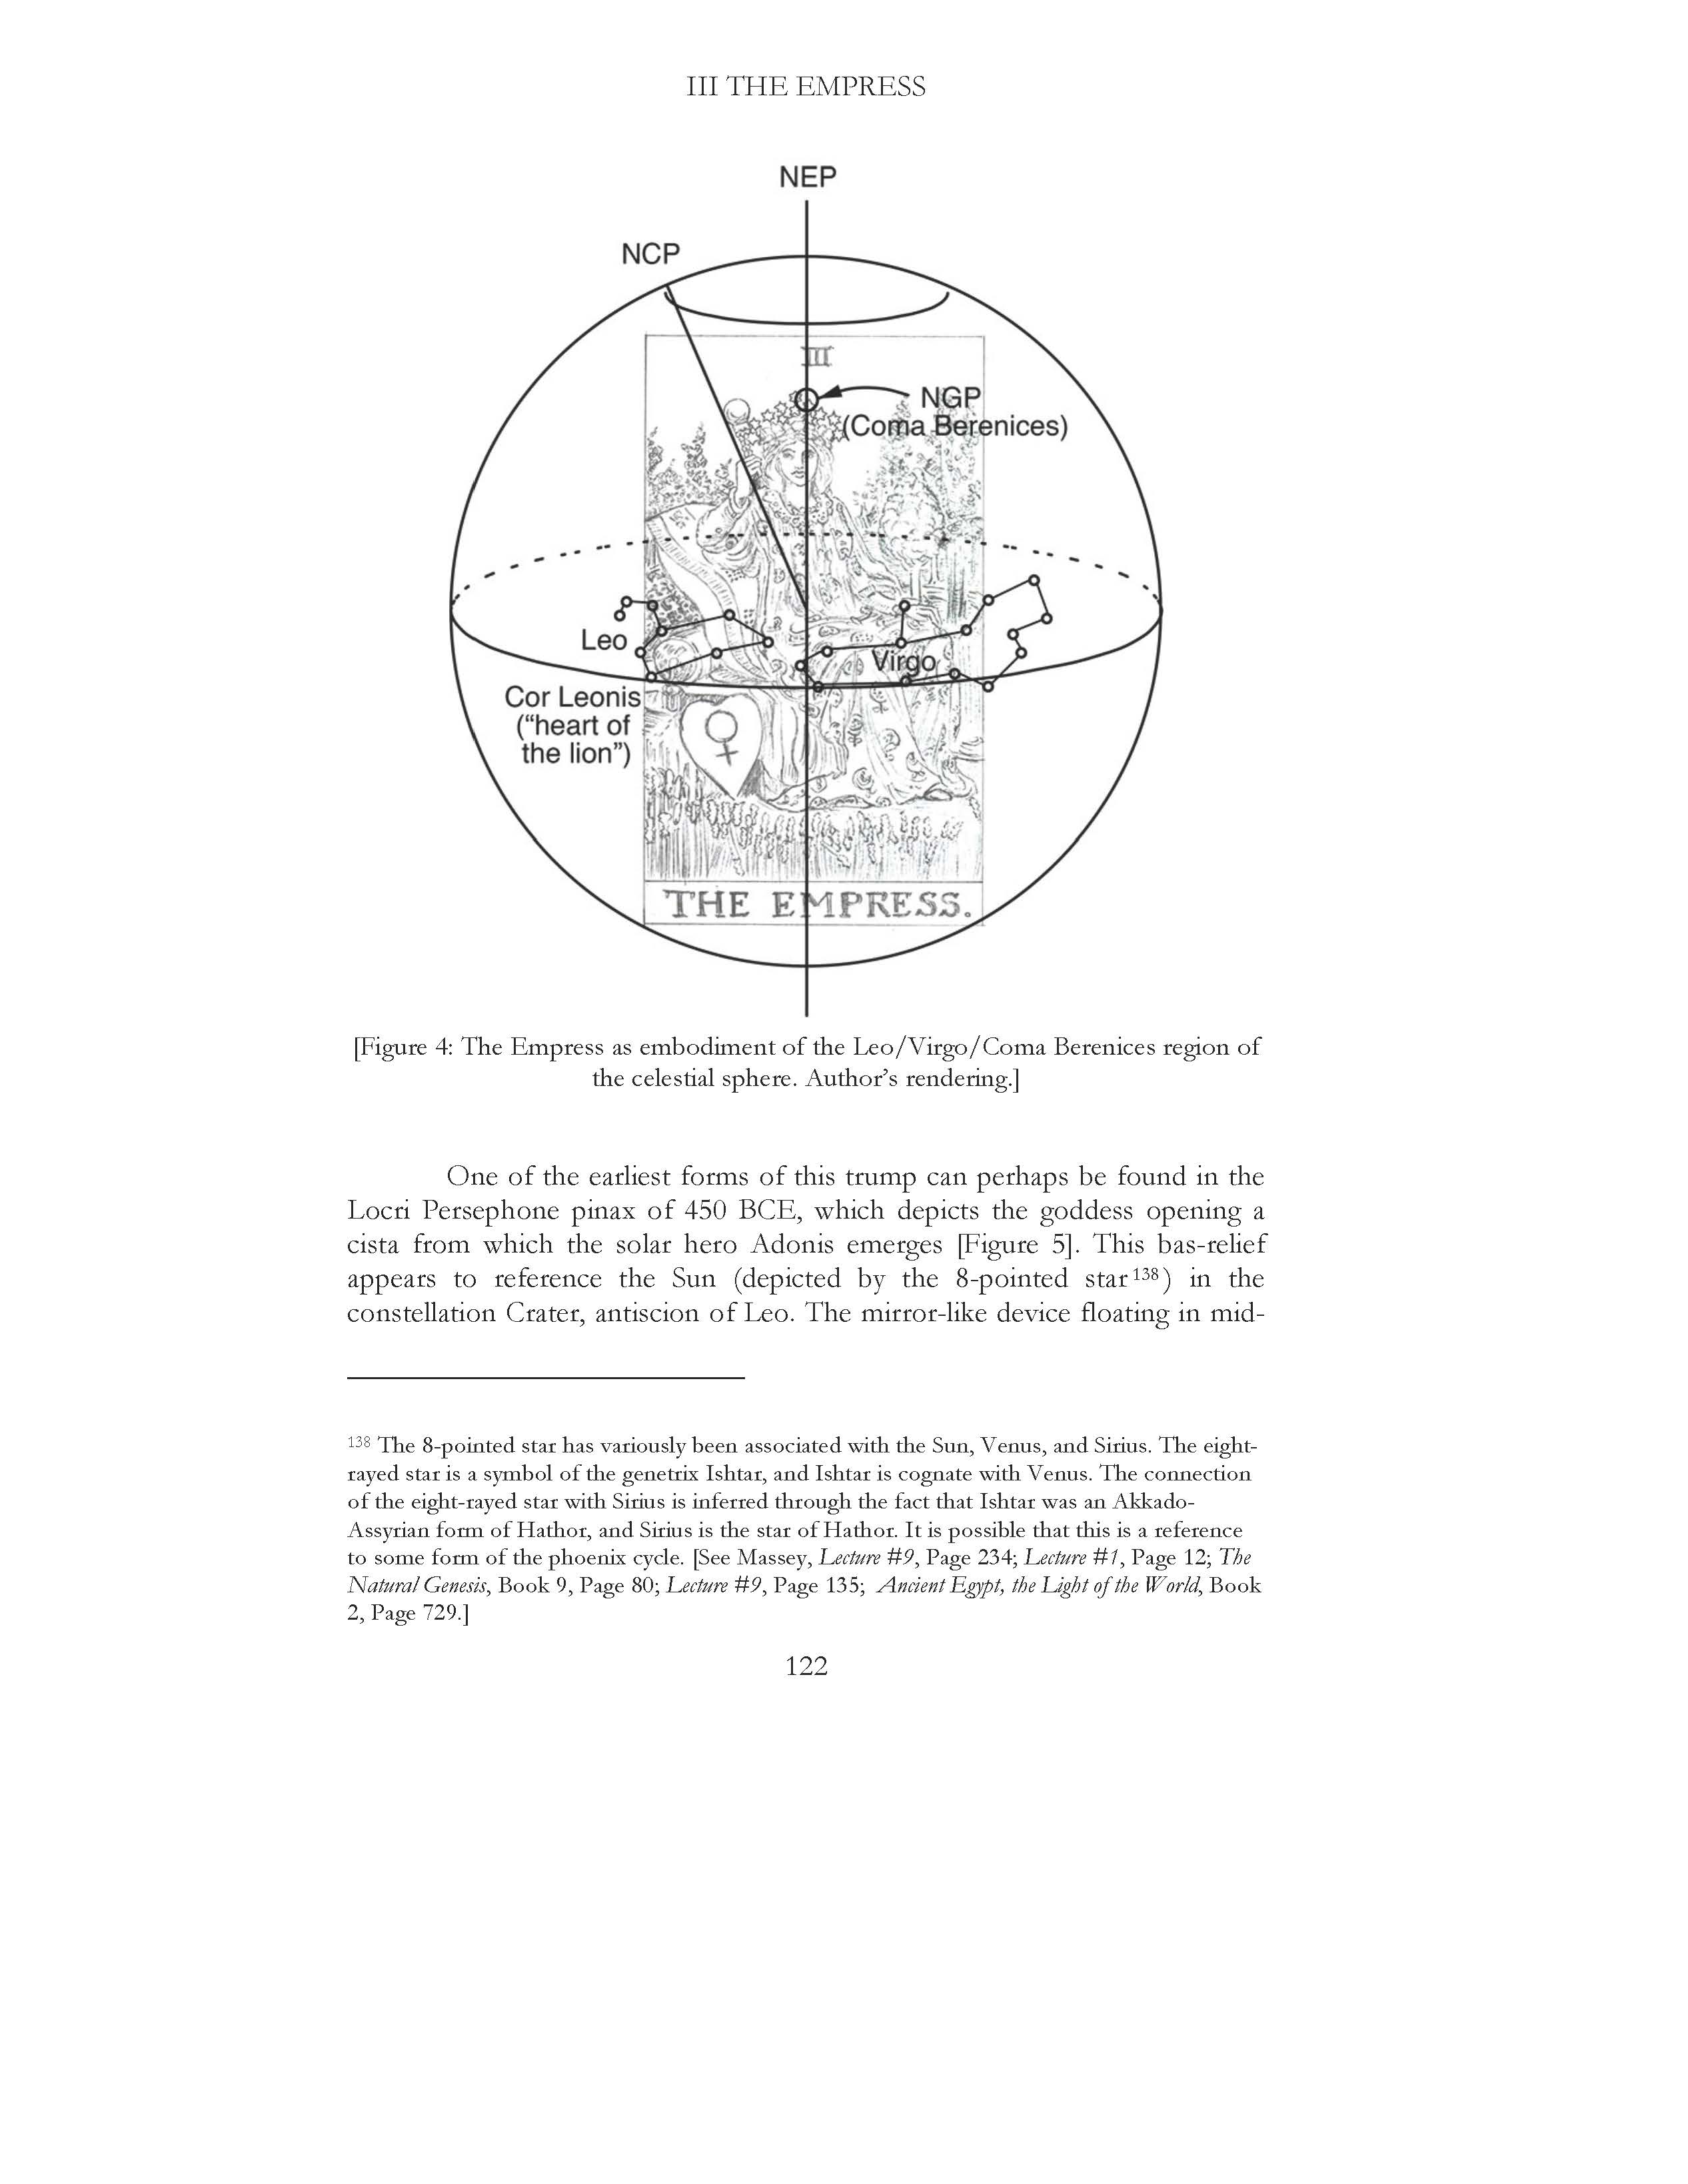 III THE EMPRESS
NEP
NCP
III
NGP
(Coma Berenices)
Leo
Virgo
Cor Leonis
(“heart of
the lion”)
THE EMPRESS.
[Figure 4: The Empress as embodiment of the Leo/Virgo/Coma Berenices region of
the celestial sphere. Author’s rendering.]
One of the earliest forms of this trump can perhaps be found in the
Locri Persephone pinax of 450 BCE, which depicts the goddess opening a
cista from which the solar hero Adonis emerges [Figure 5]. This bas-relief
appears to reference the Sun (depicted by the 8-pointed star138) in the
constellation Crater, antiscion of Leo. The mirror-like device floating in mid-
138 The 8-pointed star has variously been associated with the Sun, Venus, and Sirius. The eight-
rayed star is a symbol of the genetrix Ishtar, and Ishtar is cognate with Venus. The connection
of the eight-rayed star with Sirius is inferred through the fact that Ishtar was an Akkado-
Assyrian form of Hathor, and Sirius is the star of Hathor. It is possible that this is a reference
to some form of the phoenix cycle. [See Massey, Lecture #9, Page 234; Lecture #1, Page 12; The
Natural Genesis, Book 9, Page 80; Lecture #9, Page 135; Ancient Egypt, the Light of the World, Book
2, Page 729.]
122